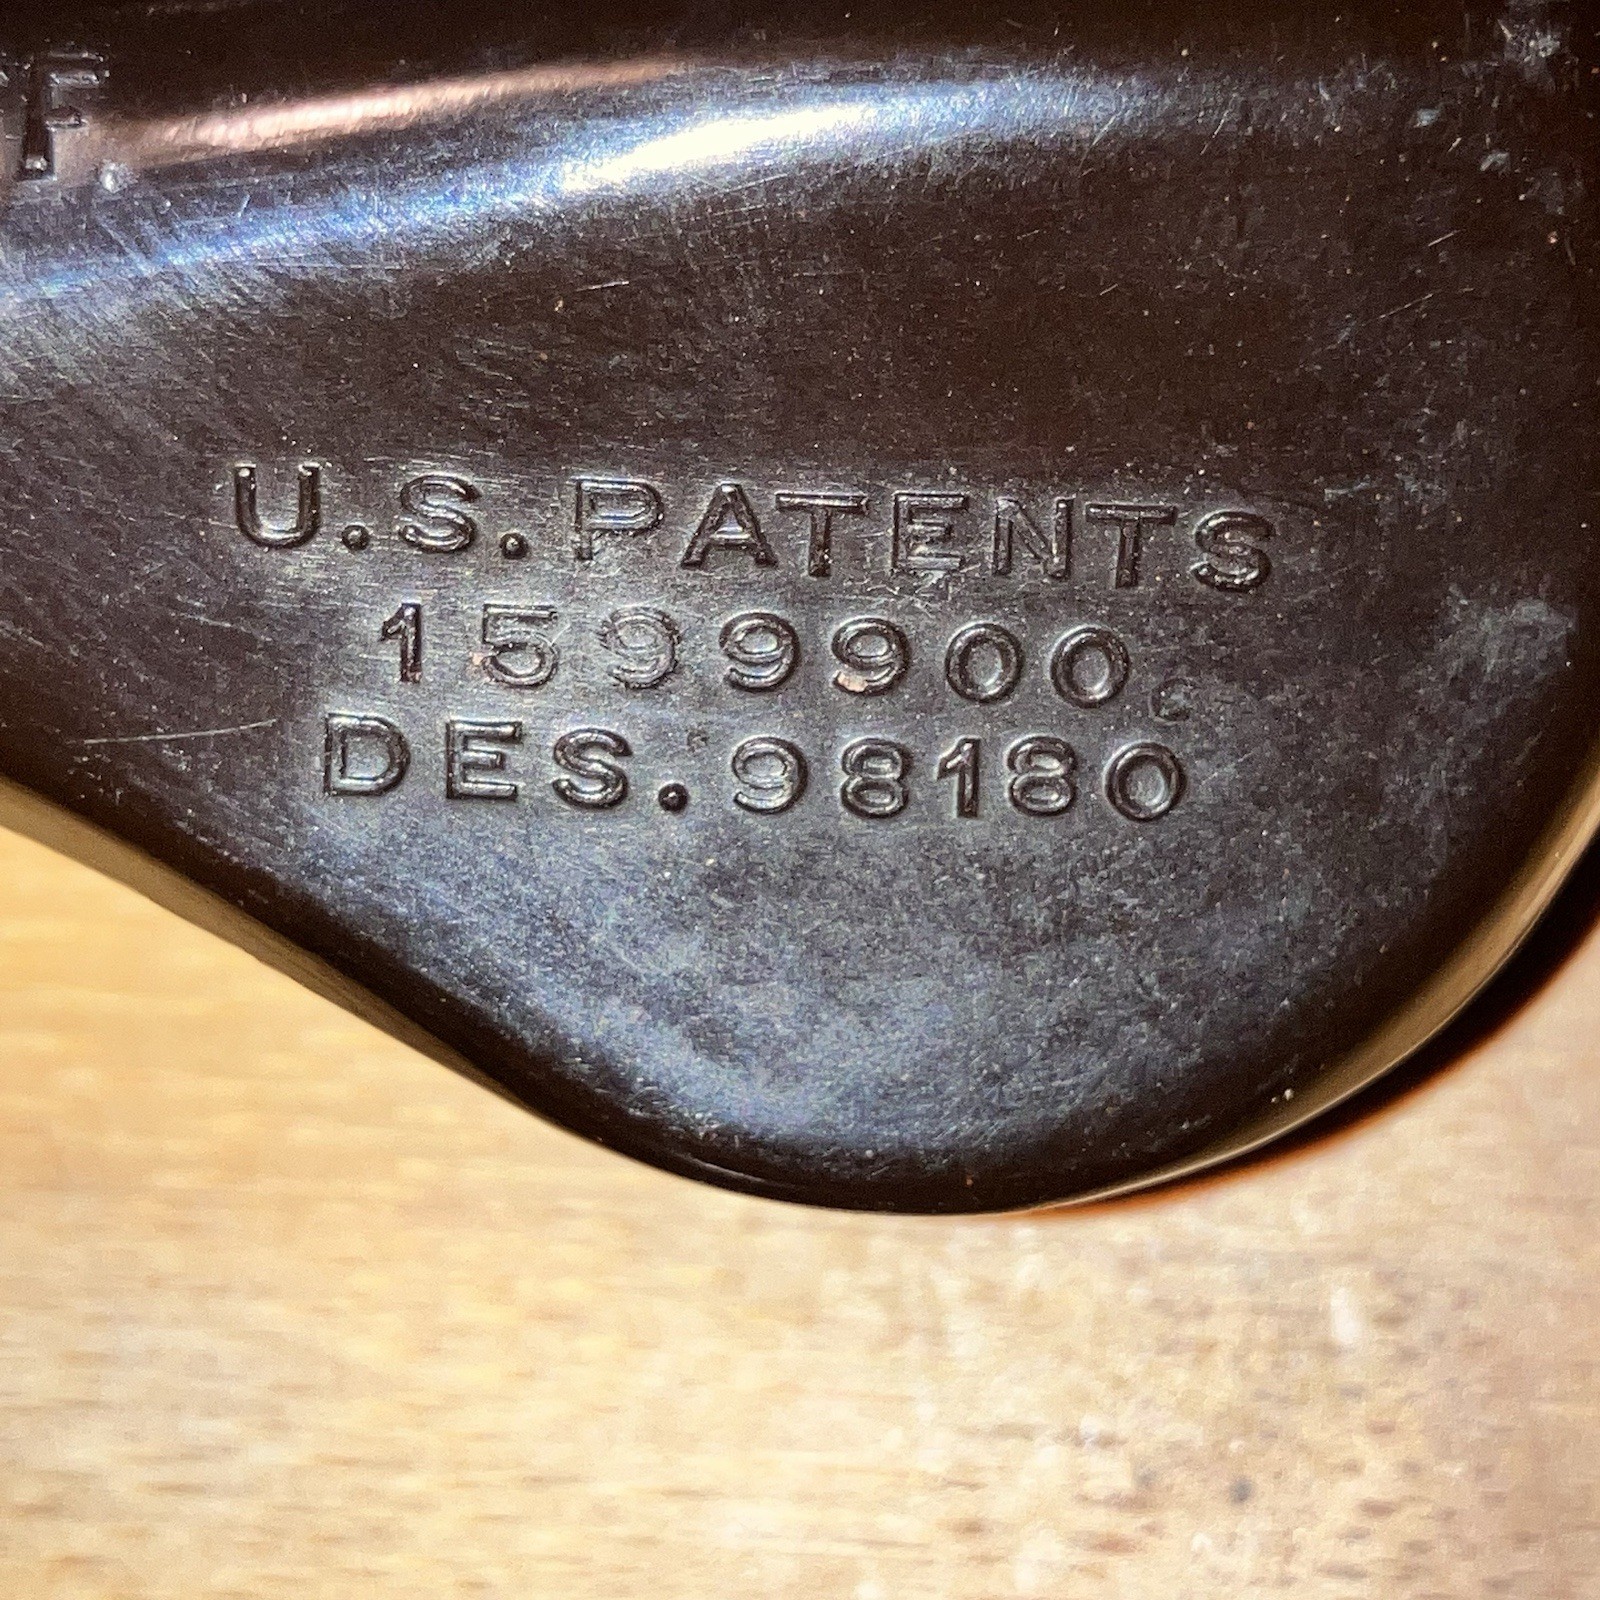 F.
U.S. PATENTS
1599900.
DES. 98180